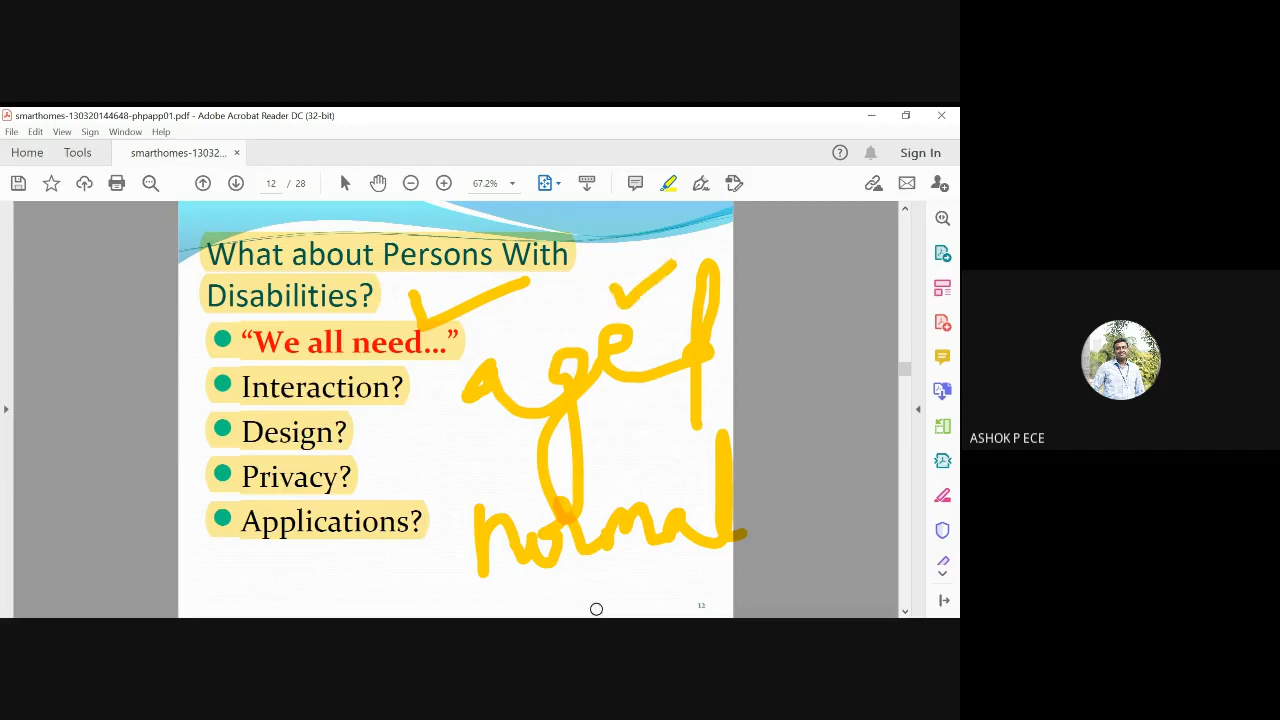 smarthomes-130320144648-phpapp01.pdf - Adobe Acrobat Reader DC (32-bit)
File Edit View Sign Window Help
Home Tools smarthomes-13032... × Sign In
12 / 28 67.2%
What about Persons With
Disabilities?
“We all need...”
Interaction?
Design?
Privacy?
Applications?
aged
normal
12
ASHOK P ECE